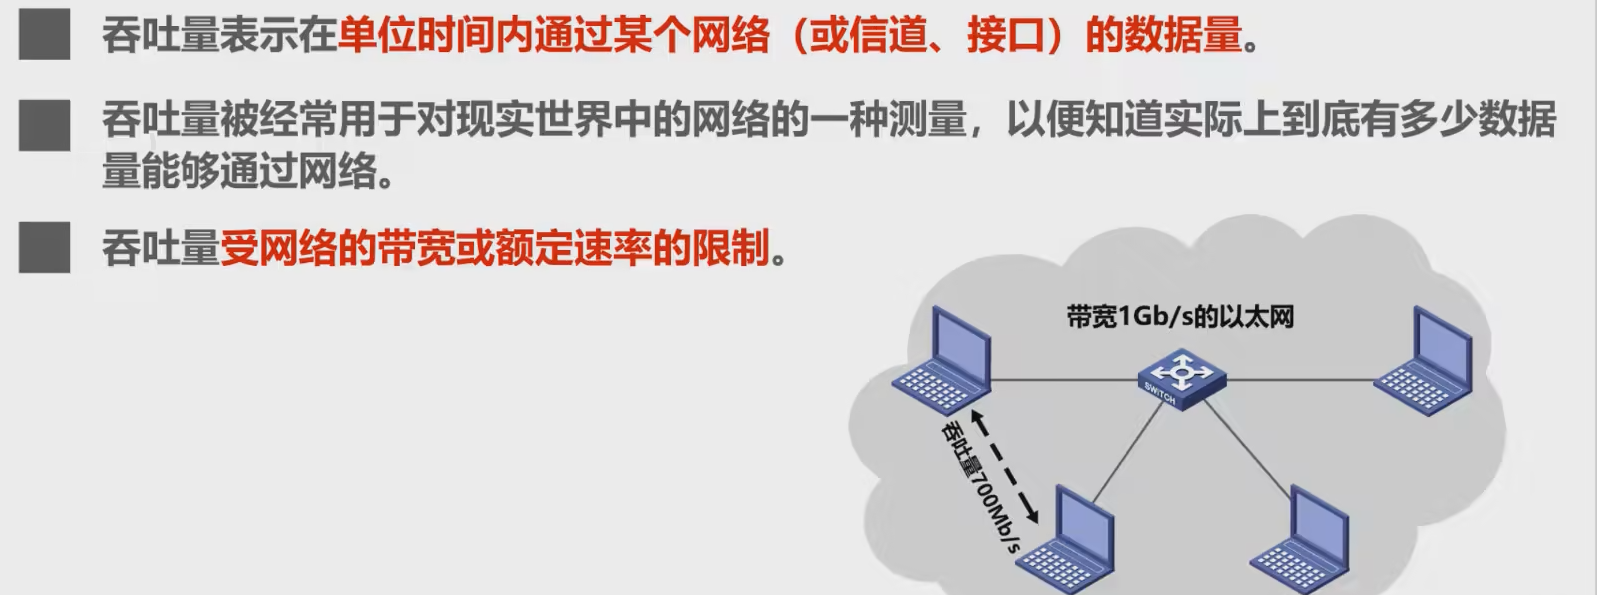 吞吐量表示在单位时间内通过某个网络（或信道、接口）的数据量。
吞吐量被经常用于对现实世界中的网络的一种测量，以便知道实际上到底有多少数据
量能够通过网络。
吞吐量受网络的带宽或额定速率的限制。
带宽1Gb/s的以太网
SWITCH
吞吐量700Mb/s